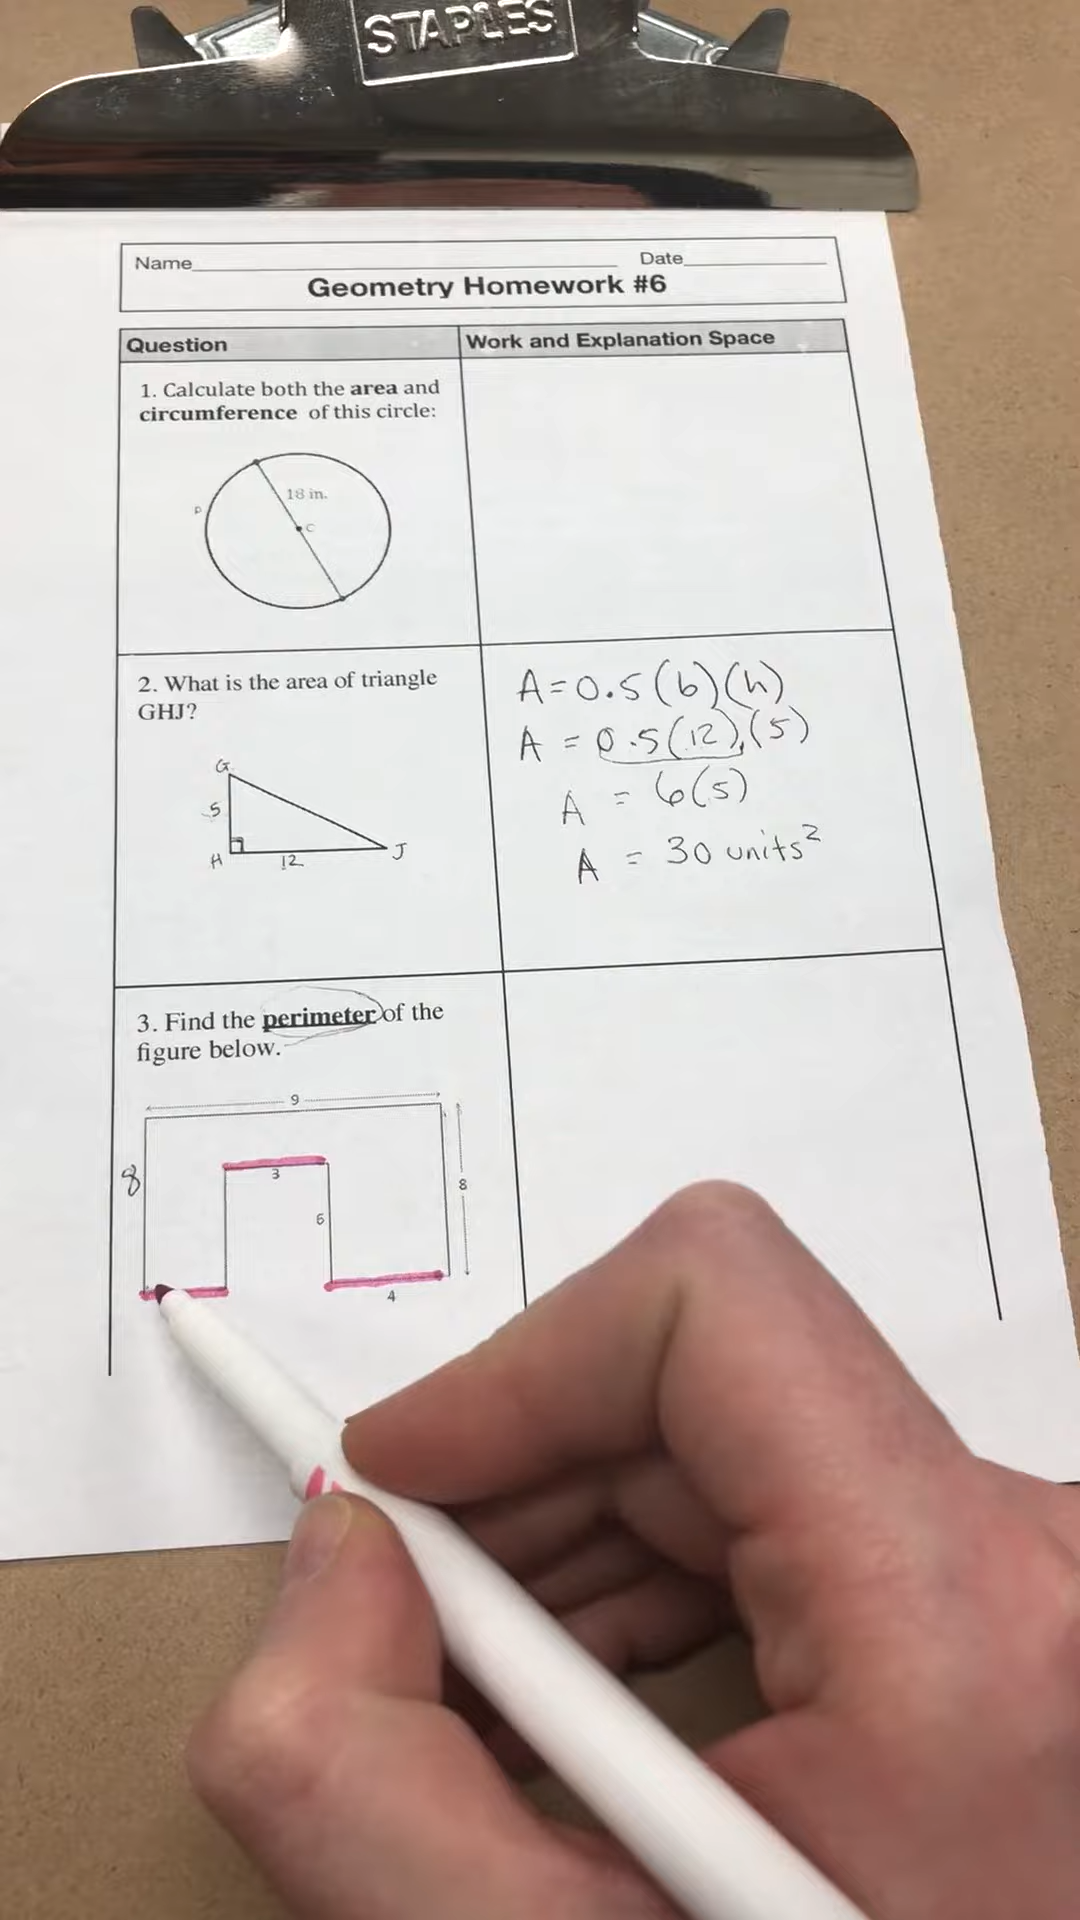 STAPLES
Name Date
Geometry Homework #6
Question Work and Explanation Space
1. Calculate both the area and
circumference of this circle:
18 in.
P
C
2. What is the area of triangle
GHJ?
G
5
H 12 J
A = 0.5 (b)(h)
A = 0.5(12)(5)
A = 6(5)
A = 30 units²
3. Find the perimeter of the
figure below.
9
8 3 8
6
4